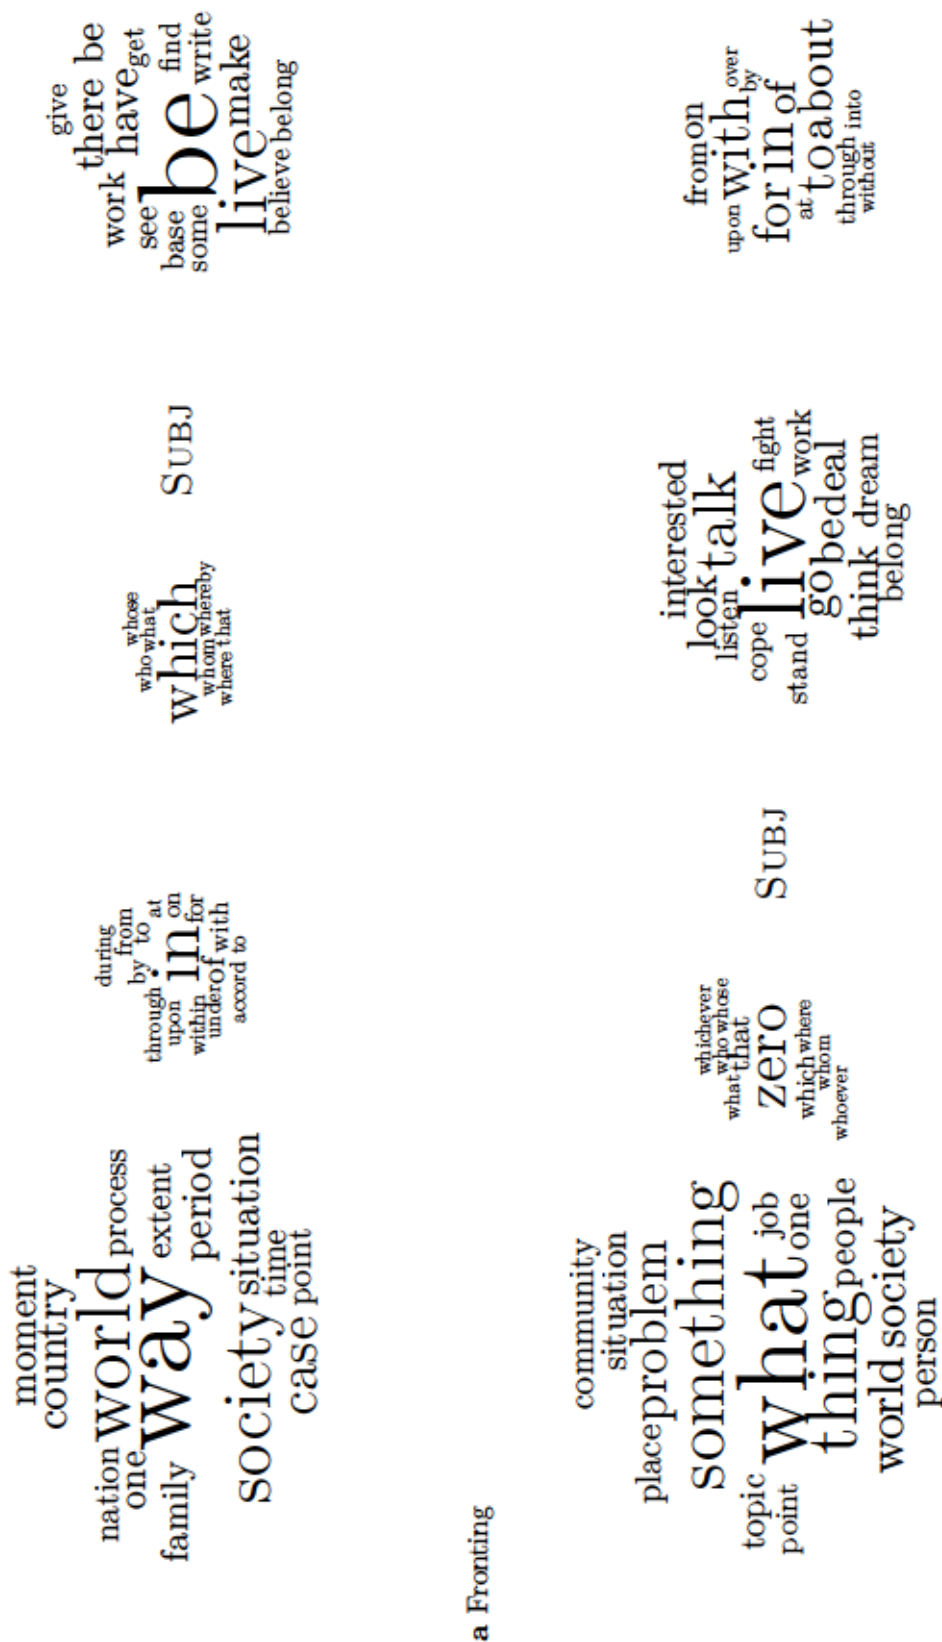 moment
country
nation world process
one
way extent
family period
society situation
time
case point
during
from
by to at
through
upon in on
within for
under of with
accord to
whose
who what
which
whom whereby
where that
SUBJ
give
there be
work have get
see find
base be write
some
live make
believe belong
a Fronting
community
situation
place problem
something
topic what job
point one
thing people
world society
person
whichever
who whose
what that
zero
which where
whom
whoever
SUBJ
interested
look talk
listen
cope live fight
stand work
go be deal
think dream
belong
from on
upon with over
by
for in of
at
to about
through into
without